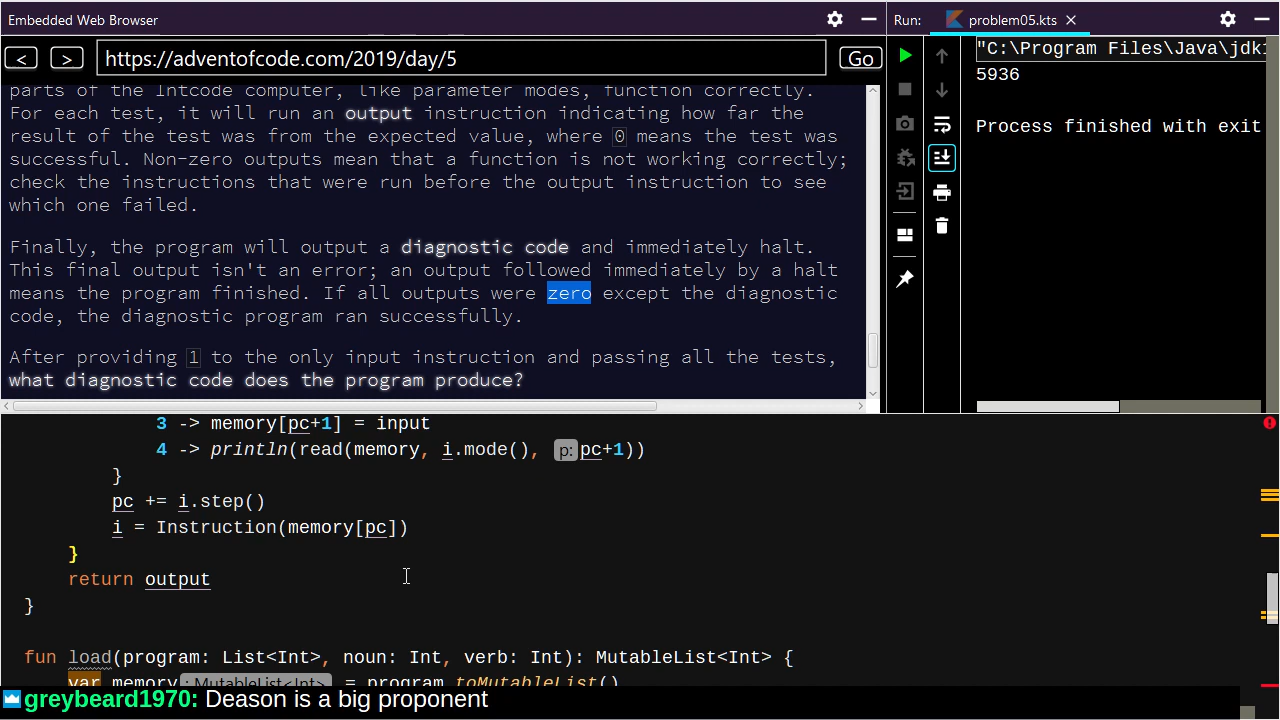 Embedded Web Browser
Run:
problem05.kts
<
>
https://adventofcode.com/2019/day/5
Go
parts of the Intcode computer, like parameter modes, function correctly.
For each test, it will run an output instruction indicating how far the
result of the test was from the expected value, where 0 means the test was
successful. Non-zero outputs mean that a function is not working correctly;
check the instructions that were run before the output instruction to see
which one failed.
Finally, the program will output a diagnostic code and immediately halt.
This final output isn't an error; an output followed immediately by a halt
means the program finished. If all outputs were zero except the diagnostic
code, the diagnostic program ran successfully.
After providing 1 to the only input instruction and passing all the tests,
what diagnostic code does the program produce?
"C:\Program Files\Java\jdk1
5936
Process finished with exit
3 -> memory[pc+1] = input
4 -> println(read(memory, i.mode(), p: pc+1))
}
pc += i.step()
i = Instruction(memory[pc])
}
return output
}
fun load(program: List<Int>, noun: Int, verb: Int): MutableList<Int> {
var memory : MutableList<Int> = program.toMutableList()
greybeard1970: Deason is a big proponent